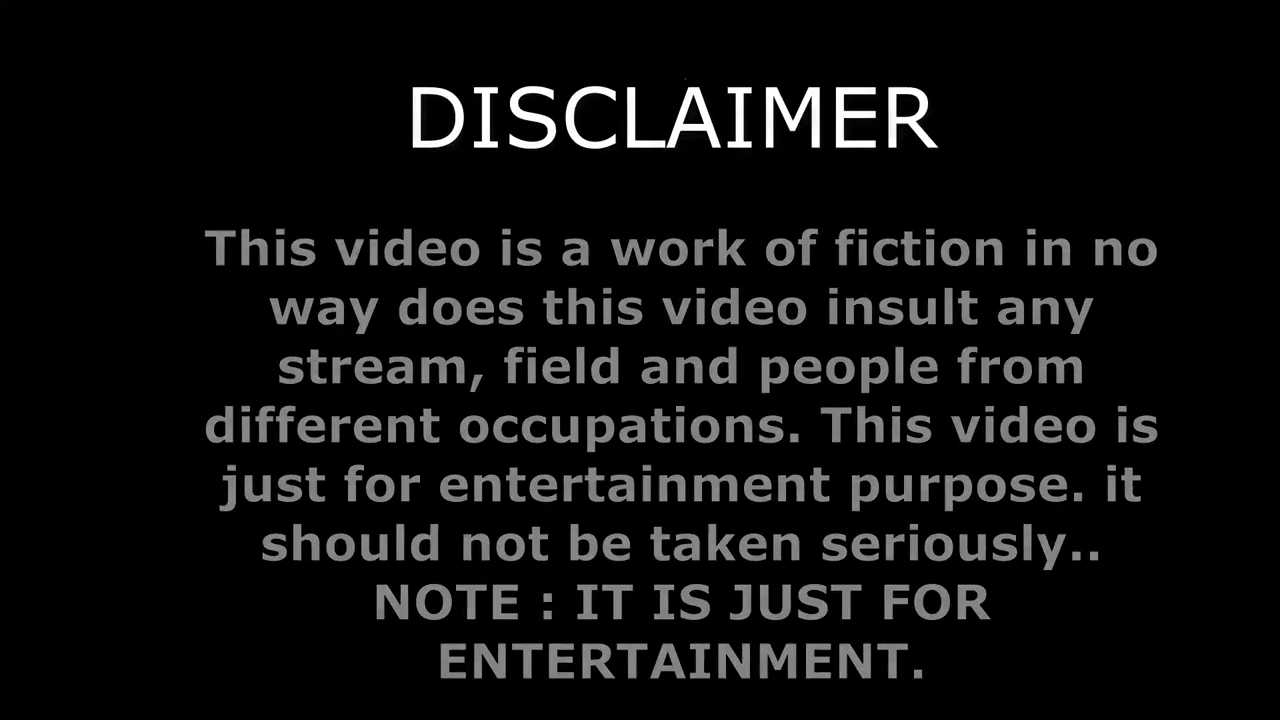 DISCLAIMER
This video is a work of fiction in no
way does this video insult any
stream, field and people from
different occupations. This video is
just for entertainment purpose. it
should not be taken seriously..
NOTE : IT IS JUST FOR
ENTERTAINMENT.